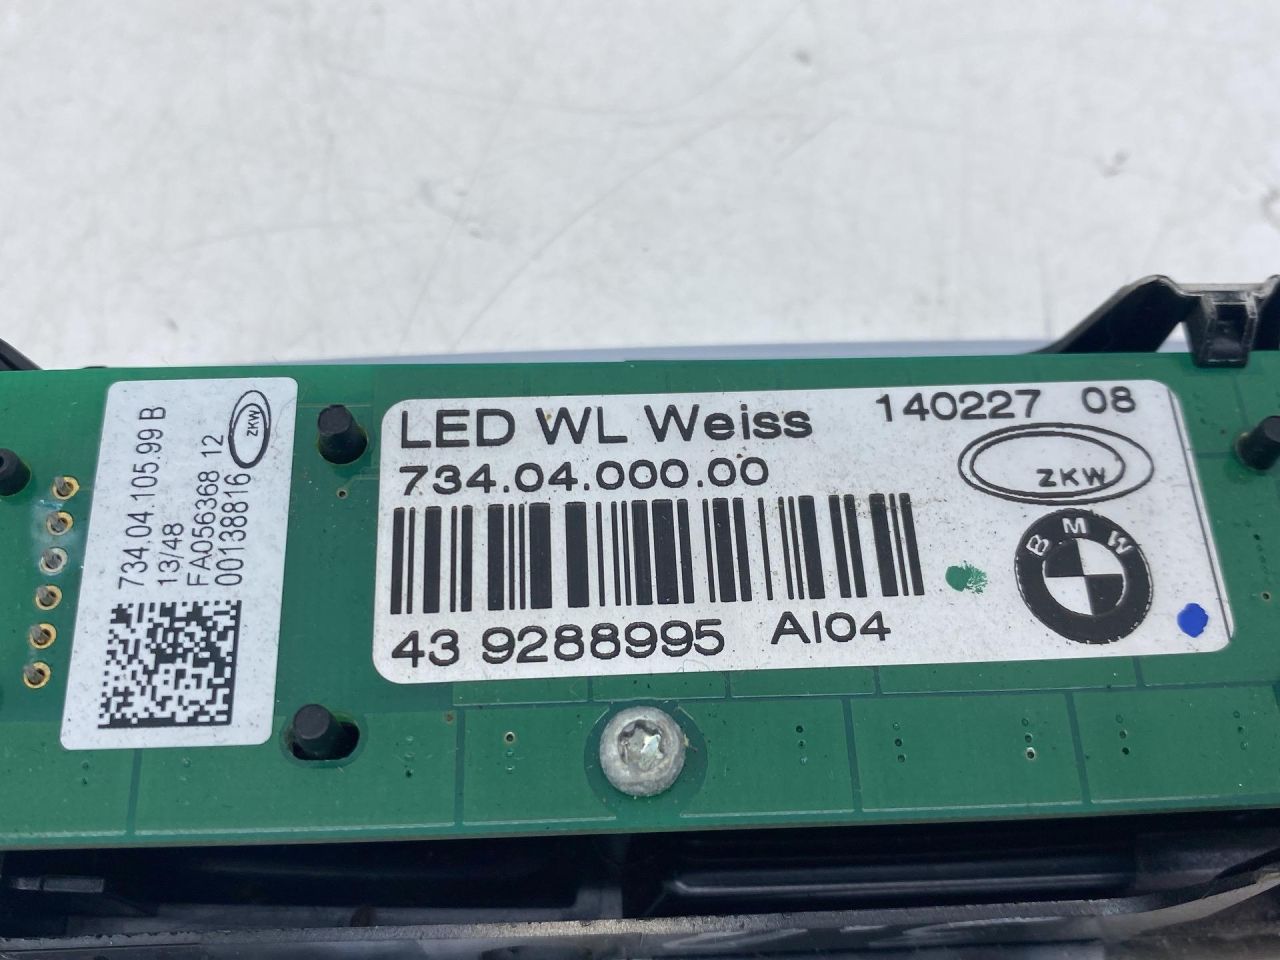 734.04.105.99 B
13/48
FA056368 12
00138816
ZKW
LED WL Weiss 140227 08
734.04.000.00
ZKW
BMW
43 9288995 AI04